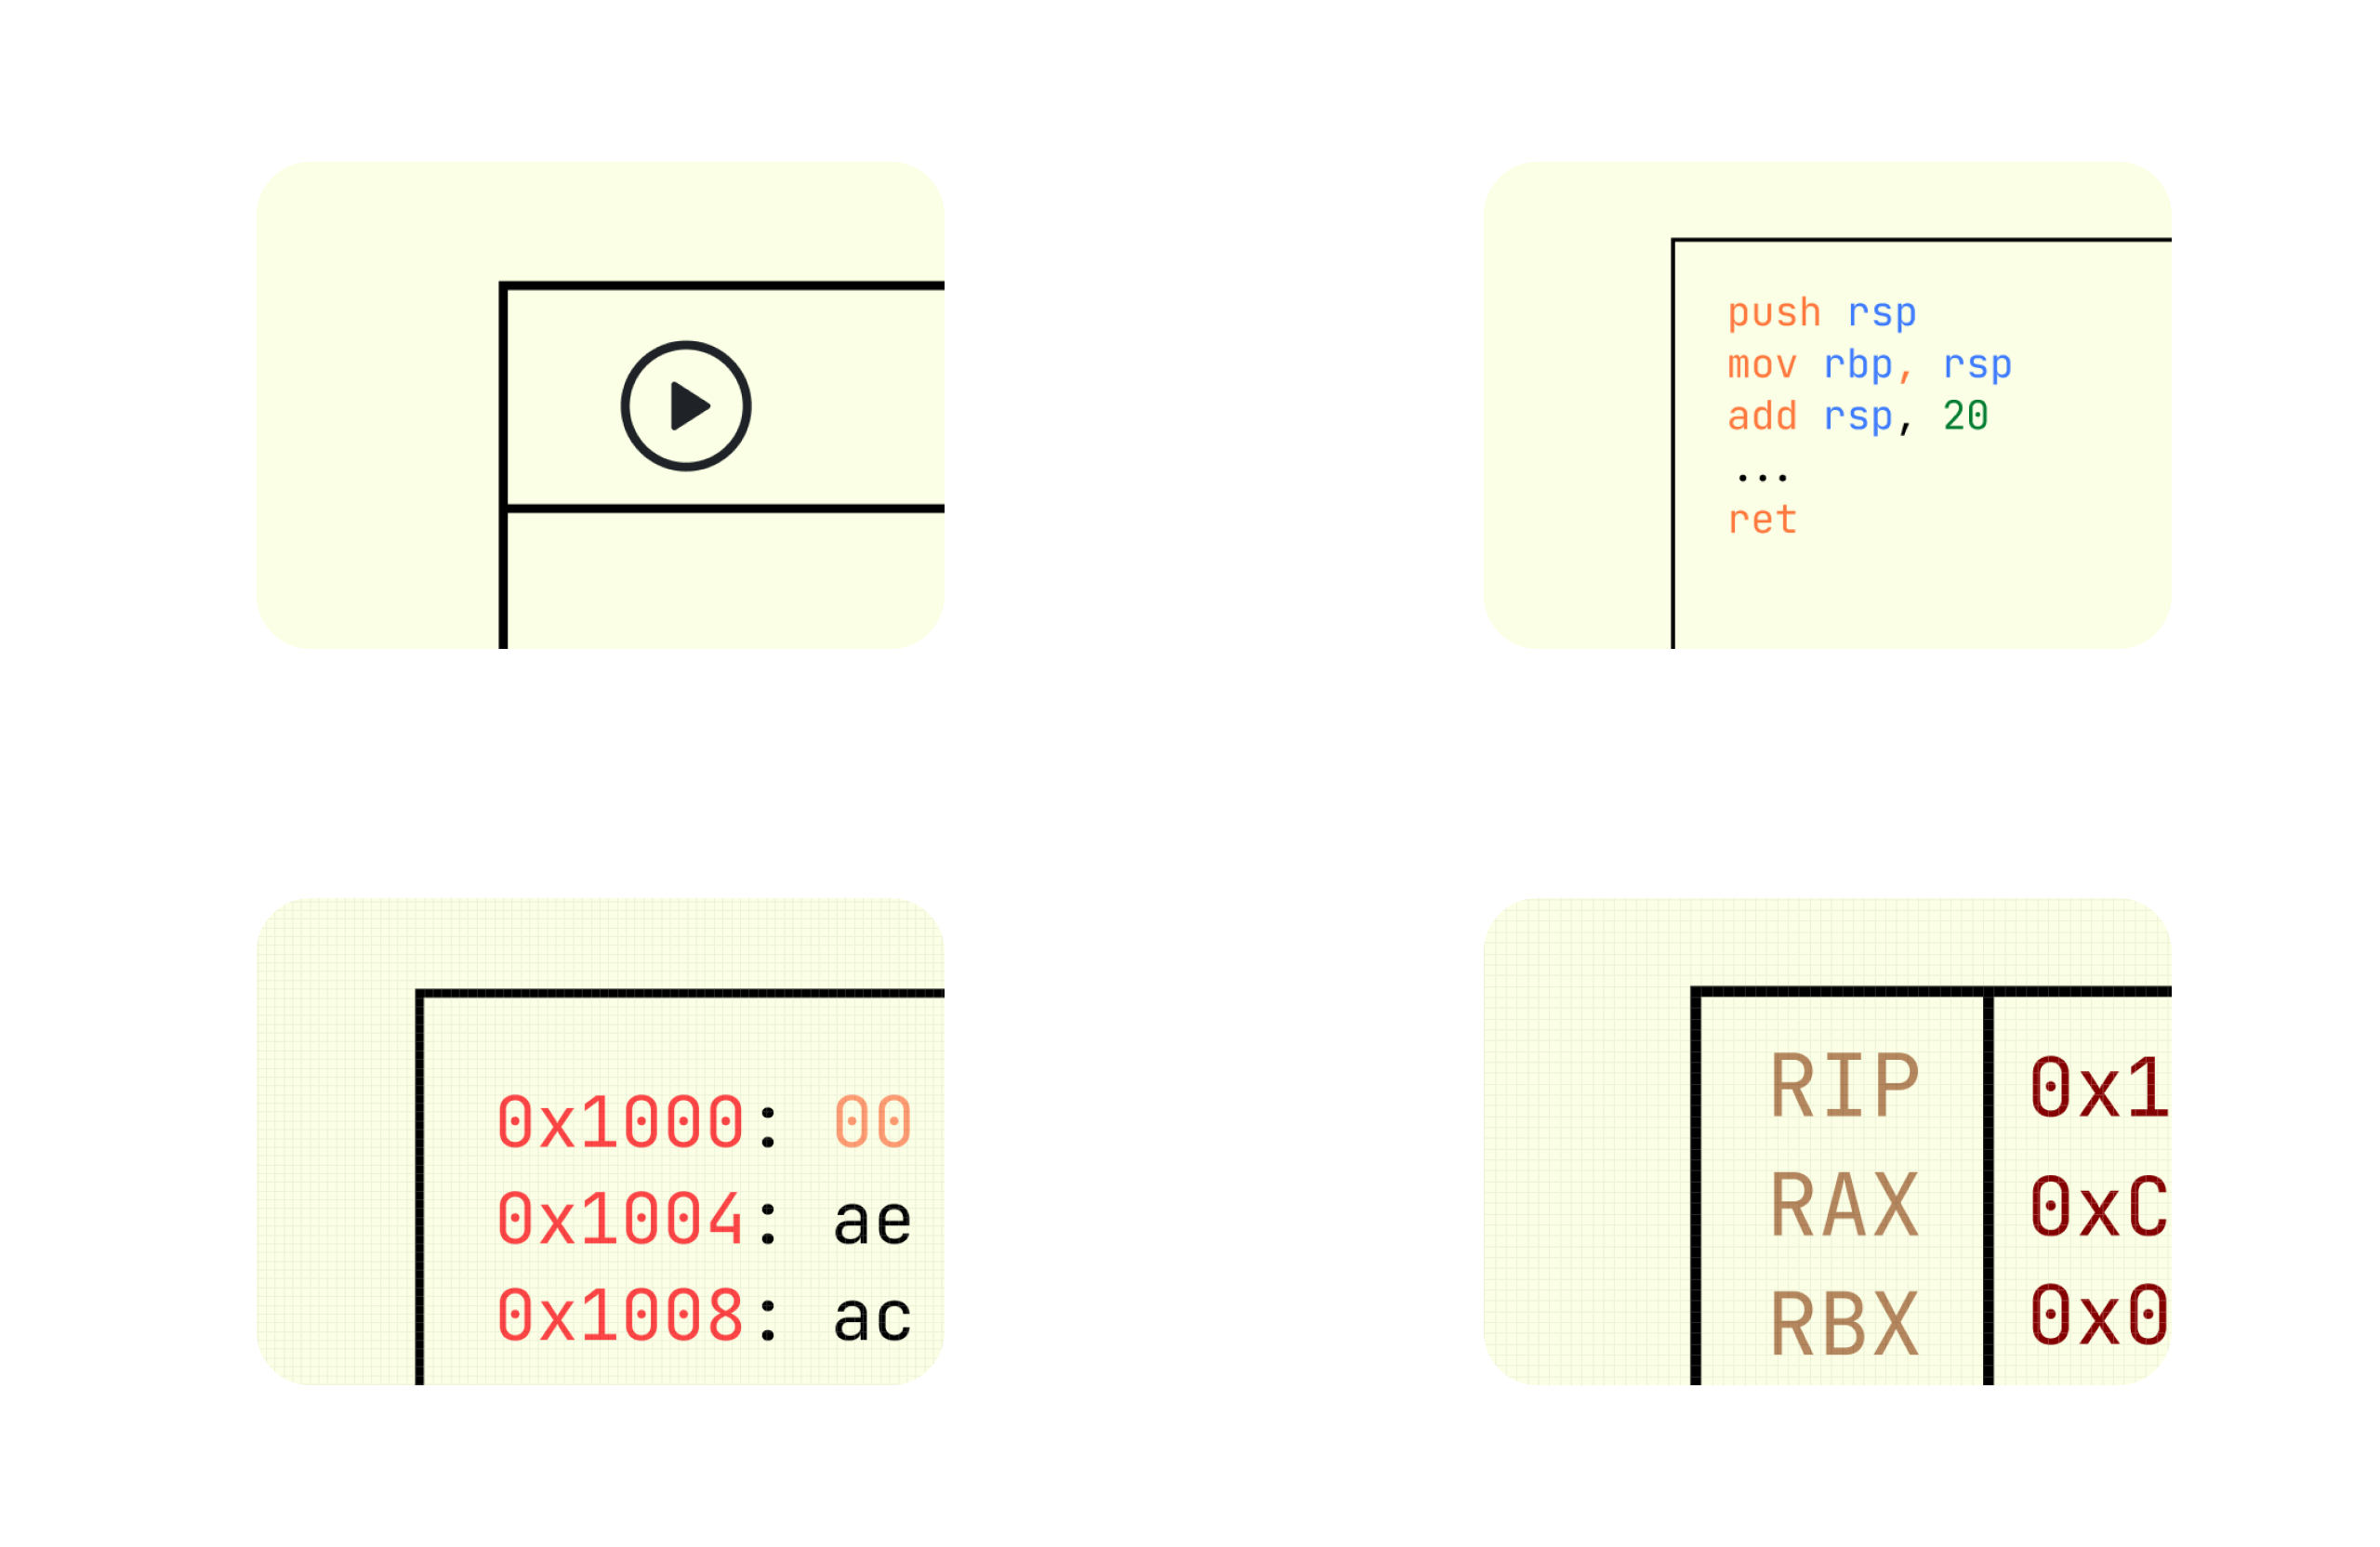 push rsp
mov rbp, rsp
add rsp, 20
...
ret
0x1000: 00
0x1004: ae
0x1008: ac
RIP 0x1
RAX 0xC
RBX 0x0